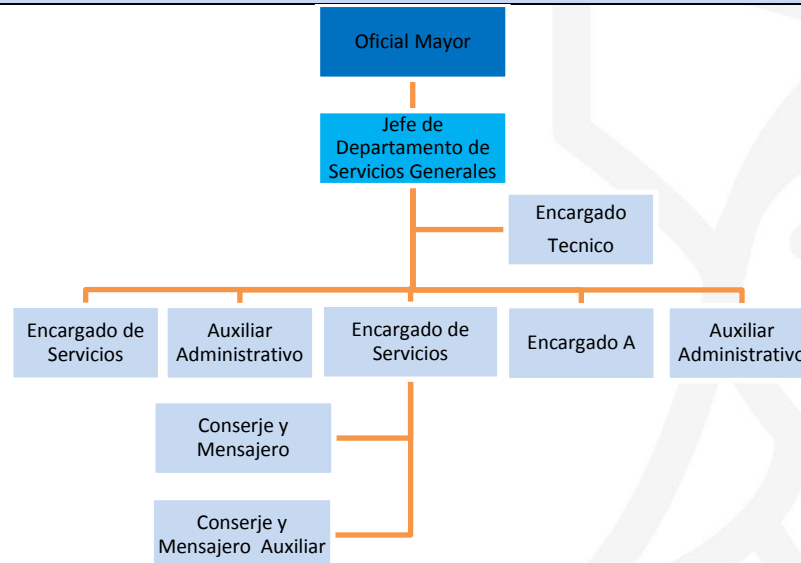 Oficial Mayor
Jefe de
Departamento de
Servicios Generales
Encargado
Tecnico
Encargado de
Servicios
Auxiliar
Administrativo
Encargado de
Servicios
Encargado A
Auxiliar
Administrativo
Conserje y
Mensajero
Conserje y
Mensajero Auxiliar